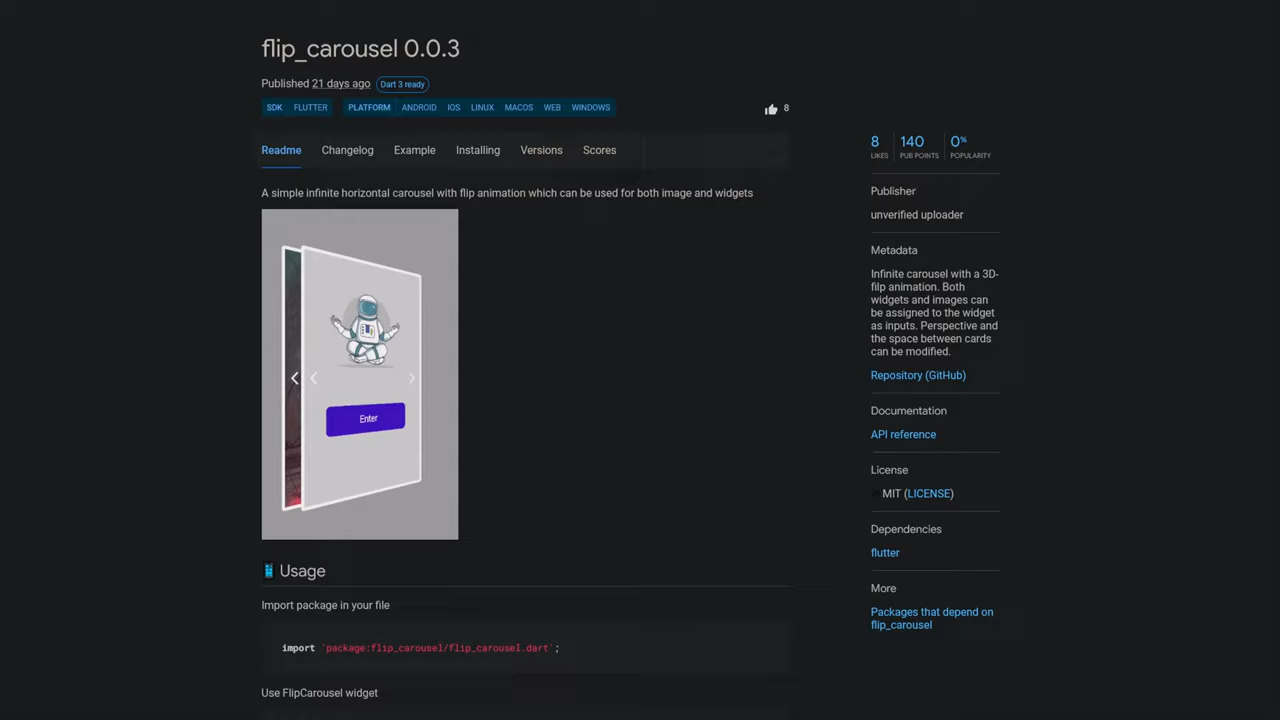 flip_carousel 0.0.3
Published 21 days ago Dart 3 ready
SDK FLUTTER PLATFORM ANDROID IOS LINUX MACOS WEB WINDOWS
8
Readme Changelog Example Installing Versions Scores
A simple infinite horizontal carousel with flip animation which can be used for both image and widgets
Enter
Usage
Import package in your file
import 'package:flip_carousel/flip_carousel.dart';
Use FlipCarousel widget
8 140 0%
LIKES PUB POINTS POPULARITY
Publisher
unverified uploader
Metadata
Infinite carousel with a 3D-
filp animation. Both
widgets and images can
be assigned to the widget
as inputs. Perspective and
the space between cards
can be modified.
Repository (GitHub)
Documentation
API reference
License
MIT (LICENSE)
Dependencies
flutter
More
Packages that depend on
flip_carousel